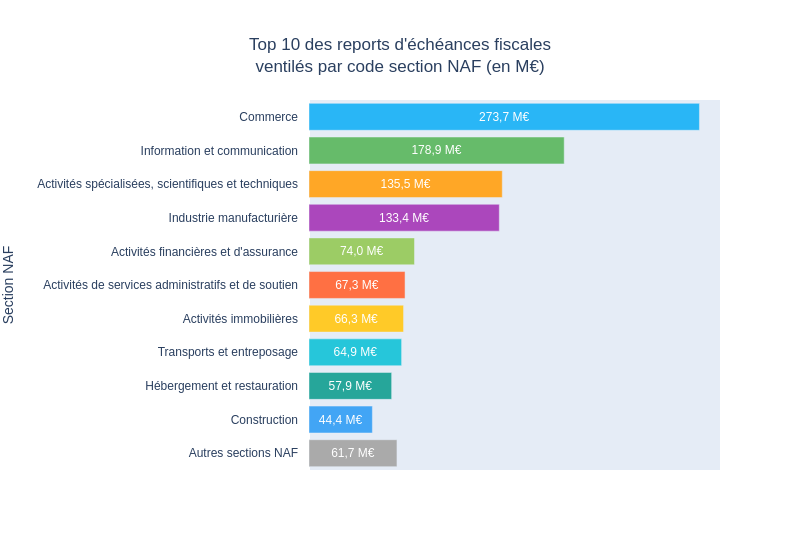 Top 10 des reports d'échéances fiscales
ventilés par code section NAF (en M€)
Section NAF
Commerce 273,7 M€
Information et communication 178,9 M€
Activités spécialisées, scientifiques et techniques 135,5 M€
Industrie manufacturière 133,4 M€
Activités financières et d'assurance 74,0 M€
Activités de services administratifs et de soutien 67,3 M€
Activités immobilières 66,3 M€
Transports et entreposage 64,9 M€
Hébergement et restauration 57,9 M€
Construction 44,4 M€
Autres sections NAF 61,7 M€